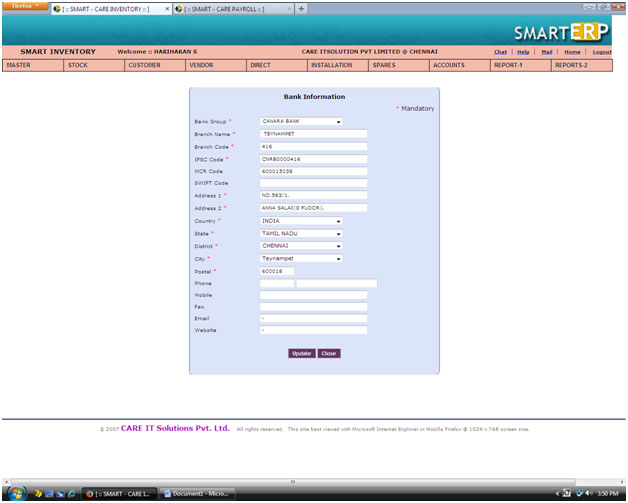 Firefox
[ :: SMART - CARE INVENTORY :: ] × [ :: SMART - CARE PAYROLL :: ] × +
SMARTERP
SMART INVENTORY Welcome :: HARIHARAN S CARE ITSOLUTION PVT LIMITED @ CHENNAI Chat | Help | Mail | Home | Logout
MASTER STOCK CUSTOMER VENDOR DIRECT INSTALLATION SPARES ACCOUNTS REPORT-1 REPORTS-2
Bank Information
* Mandatory
Bank Group * CANARA BANK
Branch Name * TEYNAMPET
Branch Code * 416
IFSC Code * CNRB0000416
MCR Code 600015038
SWIFT Code
Address 1 * NO.563/1.
Address 2 * ANNA SALAI(G FLOOR).
Country * INDIA
State * TAMIL NADU
District * CHENNAI
City * Teynampet
Postal * 600018
Phone
Mobile
Fax
Email -
Website -
Update Close
© 2007 CARE IT Solutions Pvt. Ltd. All rights reserved. This site best viewed with Microsoft Internet Explorer or Mozilla Firefox @ 1024 x 768 screen size.
[ :: SMART - CARE I... Document1 - Micro... 3:50 PM